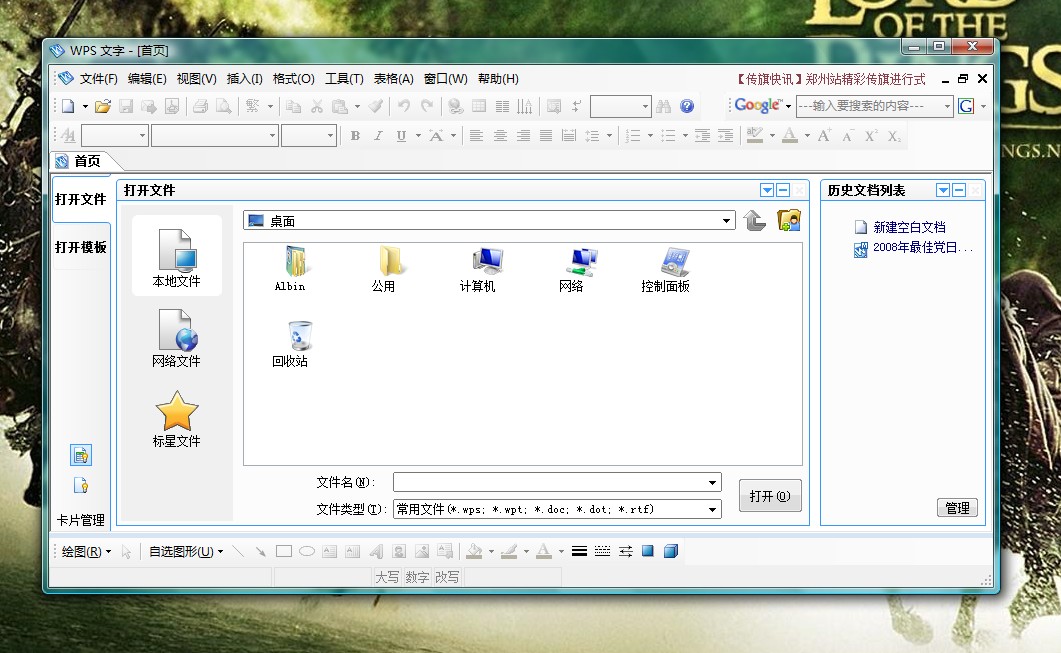 LORD
OF THE
RINGS
NGS.N
WPS 文字 - [首页]
文件(F) 编辑(E) 视图(V) 插入(I) 格式(O) 工具(T) 表格(A) 窗口(W) 帮助(H) 【传旗快讯】郑州站精彩传旗进行式
Google ---输入要搜索的内容--- G
B I U A A A A X² X₂
首页
打开文件
打开模板
卡片管理
打开文件
本地文件
网络文件
标星文件
桌面
Albin 公用 计算机 网络 控制面板
回收站
文件名(N):
文件类型(T): 常用文件(*.wps; *.wpt; *.doc; *.dot; *.rtf)
打开(O)
历史文档列表
新建空白文档
2008年最佳党日...
管理
绘图(R) 自选图形(U)
大写 数字 改写